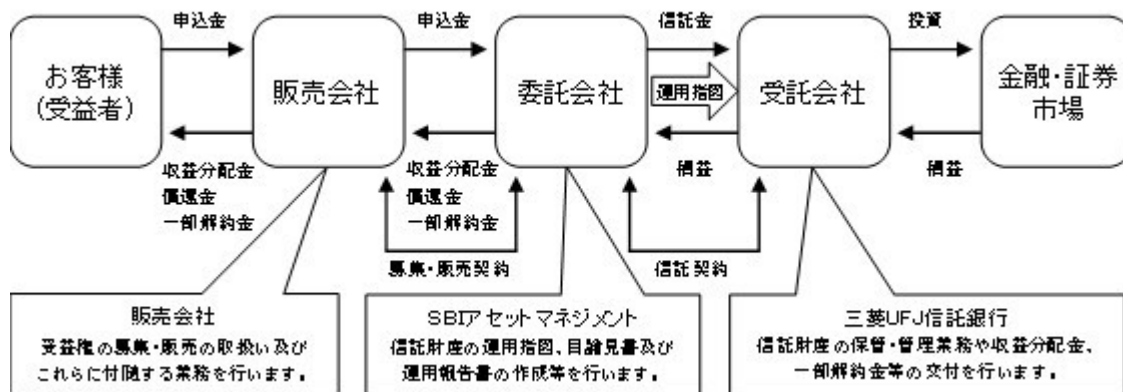 申込金
申込金
信託金
投資
お客様
(受益者)
販売会社
委託会社
運用指図
受託会社
金融・証券
市場
収益分配金
償還金
一部解約金
収益分配金
償還金
一部解約金
損益
損益
募集・販売契約
信託契約
販売会社
受益権の募集・販売の取扱い及び
これらに付随する業務を行います。
SBIアセットマネジメント
信託財産の運用指図、目論見書及び
運用報告書の作成等を行います。
三菱UFJ信託銀行
信託財産の保管・管理業務や収益分配金、
一部解約金等の交付を行います。